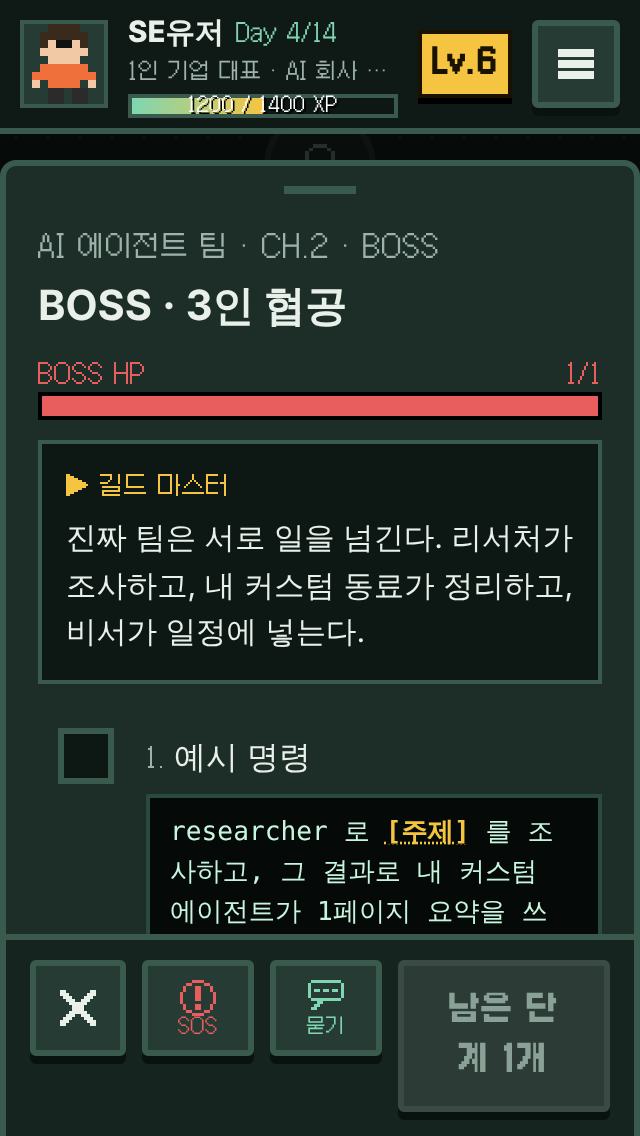 SE유저 Day 4/14
Lv.6
1인 기업 대표 · AI 회사 ···
1200 / 1400 XP
AI 에이전트 팀 · CH.2 · BOSS
BOSS · 3인 협공
BOSS HP 1/1
▶ 길드 마스터
진짜 팀은 서로 일을 넘긴다. 리서처가
조사하고, 내 커스텀 동료가 정리하고,
비서가 일정에 넣는다.
1. 예시 명령
researcher 로 [주제] 를 조
사하고, 그 결과로 내 커스텀
에이전트가 1페이지 요약을 쓰
SOS
묻기
남은 단
계 1개